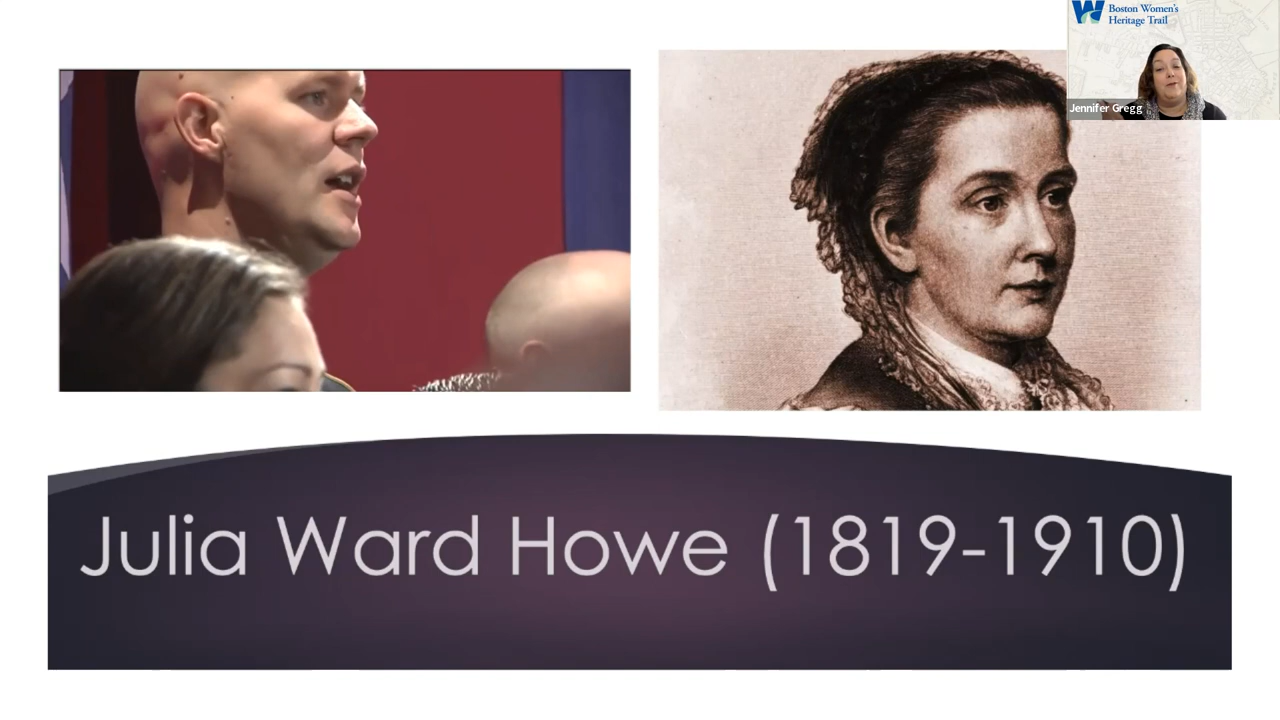 Boston Women's
Heritage Trail
Jennifer Gregg
Julia Ward Howe (1819-1910)